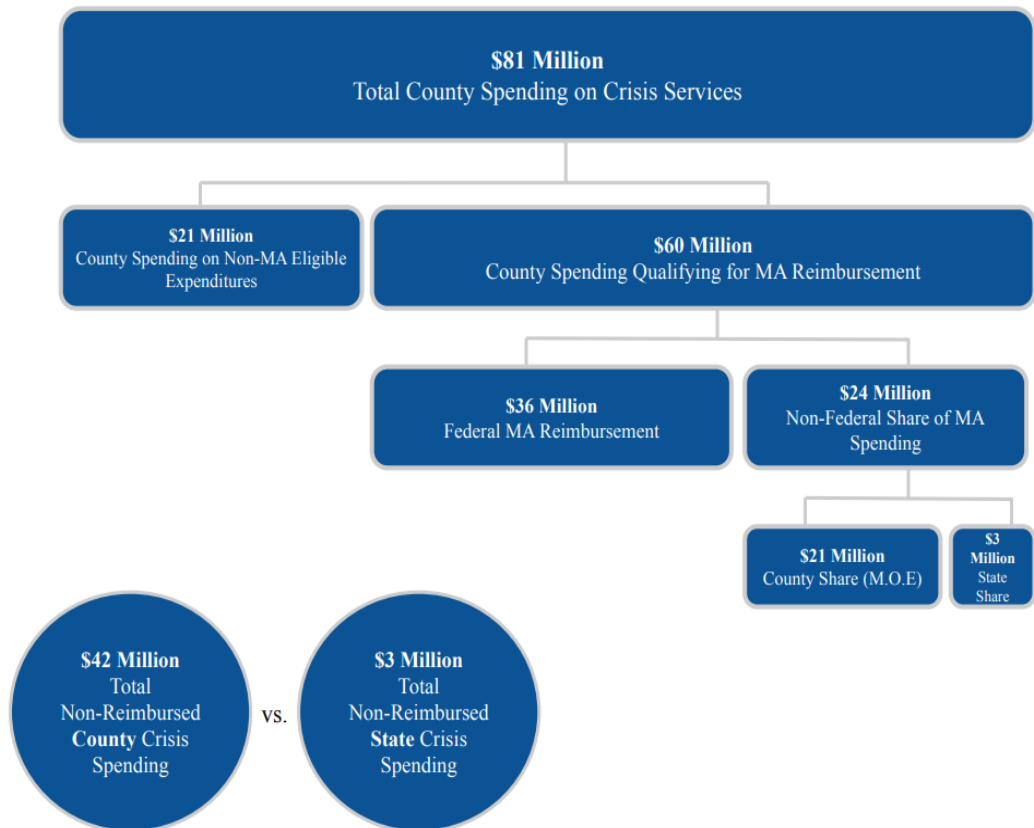 $81 Million
Total County Spending on Crisis Services
$21 Million
County Spending on Non-MA Eligible
Expenditures
$60 Million
County Spending Qualifying for MA Reimbursement
$36 Million
Federal MA Reimbursement
$24 Million
Non-Federal Share of MA
Spending
$21 Million
County Share (M.O.E)
$3
Million
State
Share
$42 Million
Total
Non-Reimbursed
County Crisis
Spending
vs.
$3 Million
Total
Non-Reimbursed
State Crisis
Spending